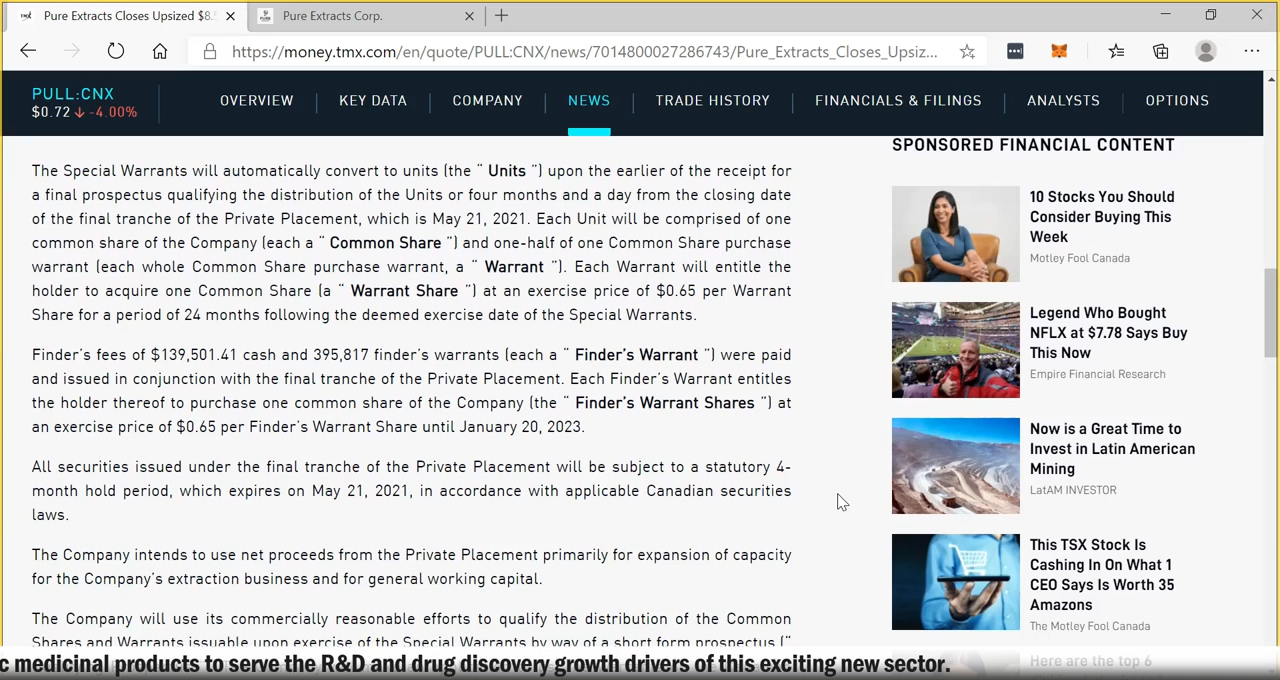 Pure Extracts Closes Upsized $8.5
Pure Extracts Corp.
https://money.tmx.com/en/quote/PULL:CNX/news/7014800027286743/Pure_Extracts_Closes_Upsiz...
PULL:CNX
$0.72 ↓ -4.00%
OVERVIEW
KEY DATA
COMPANY
NEWS
TRADE HISTORY
FINANCIALS & FILINGS
ANALYSTS
OPTIONS
The Special Warrants will automatically convert to units (the “ Units ”) upon the earlier of the receipt for
a final prospectus qualifying the distribution of the Units or four months and a day from the closing date
of the final tranche of the Private Placement, which is May 21, 2021. Each Unit will be comprised of one
common share of the Company (each a “ Common Share ”) and one-half of one Common Share purchase
warrant (each whole Common Share purchase warrant, a “ Warrant ”). Each Warrant will entitle the
holder to acquire one Common Share (a “ Warrant Share ”) at an exercise price of $0.65 per Warrant
Share for a period of 24 months following the deemed exercise date of the Special Warrants.
Finder’s fees of $139,501.41 cash and 395,817 finder’s warrants (each a “ Finder’s Warrant ”) were paid
and issued in conjunction with the final tranche of the Private Placement. Each Finder’s Warrant entitles
the holder thereof to purchase one common share of the Company (the “ Finder’s Warrant Shares ”) at
an exercise price of $0.65 per Finder’s Warrant Share until January 20, 2023.
All securities issued under the final tranche of the Private Placement will be subject to a statutory 4-
month hold period, which expires on May 21, 2021, in accordance with applicable Canadian securities
laws.
The Company intends to use net proceeds from the Private Placement primarily for expansion of capacity
for the Company’s extraction business and for general working capital.
The Company will use its commercially reasonable efforts to qualify the distribution of the Common
Shares and Warrants issuable upon exercise of the Special Warrants by way of a short form prospectus (“
SPONSORED FINANCIAL CONTENT
10 Stocks You Should
Consider Buying This
Week
Motley Fool Canada
Legend Who Bought
NFLX at $7.78 Says Buy
This Now
Empire Financial Research
Now is a Great Time to
Invest in Latin American
Mining
LatAM INVESTOR
This TSX Stock Is
Cashing In On What 1
CEO Says Is Worth 35
Amazons
The Motley Fool Canada
Here are the top 6
c medicinal products to serve the R&D and drug discovery growth drivers of this exciting new sector.